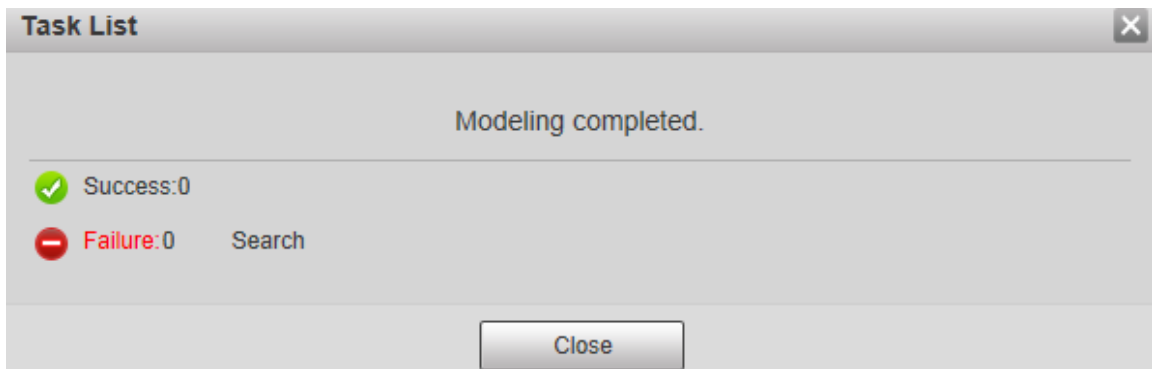 Task List
Modeling completed.
Success:0
Failure:0 Search
Close